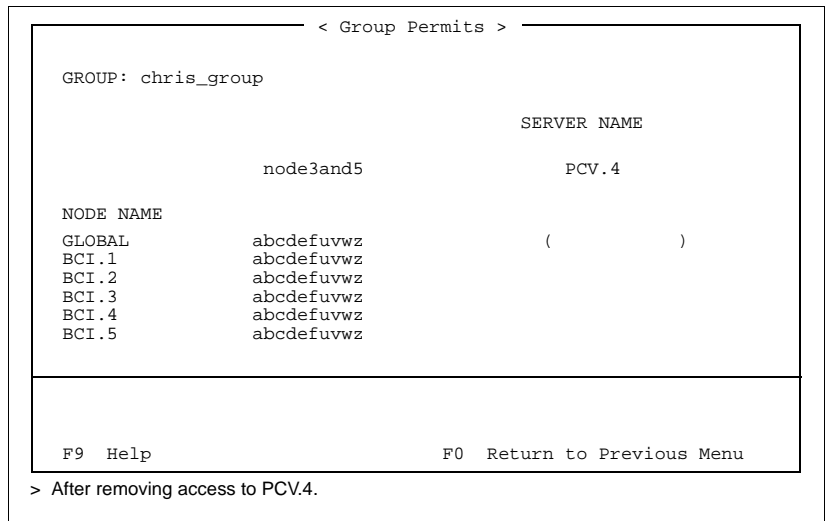 < Group Permits >
GROUP: chris_group
SERVER NAME
node3and5 PCV.4
NODE NAME
GLOBAL abcdefuvwz ( )
BCI.1 abcdefuvwz
BCI.2 abcdefuvwz
BCI.3 abcdefuvwz
BCI.4 abcdefuvwz
BCI.5 abcdefuvwz
F9 Help F0 Return to Previous Menu
> After removing access to PCV.4.